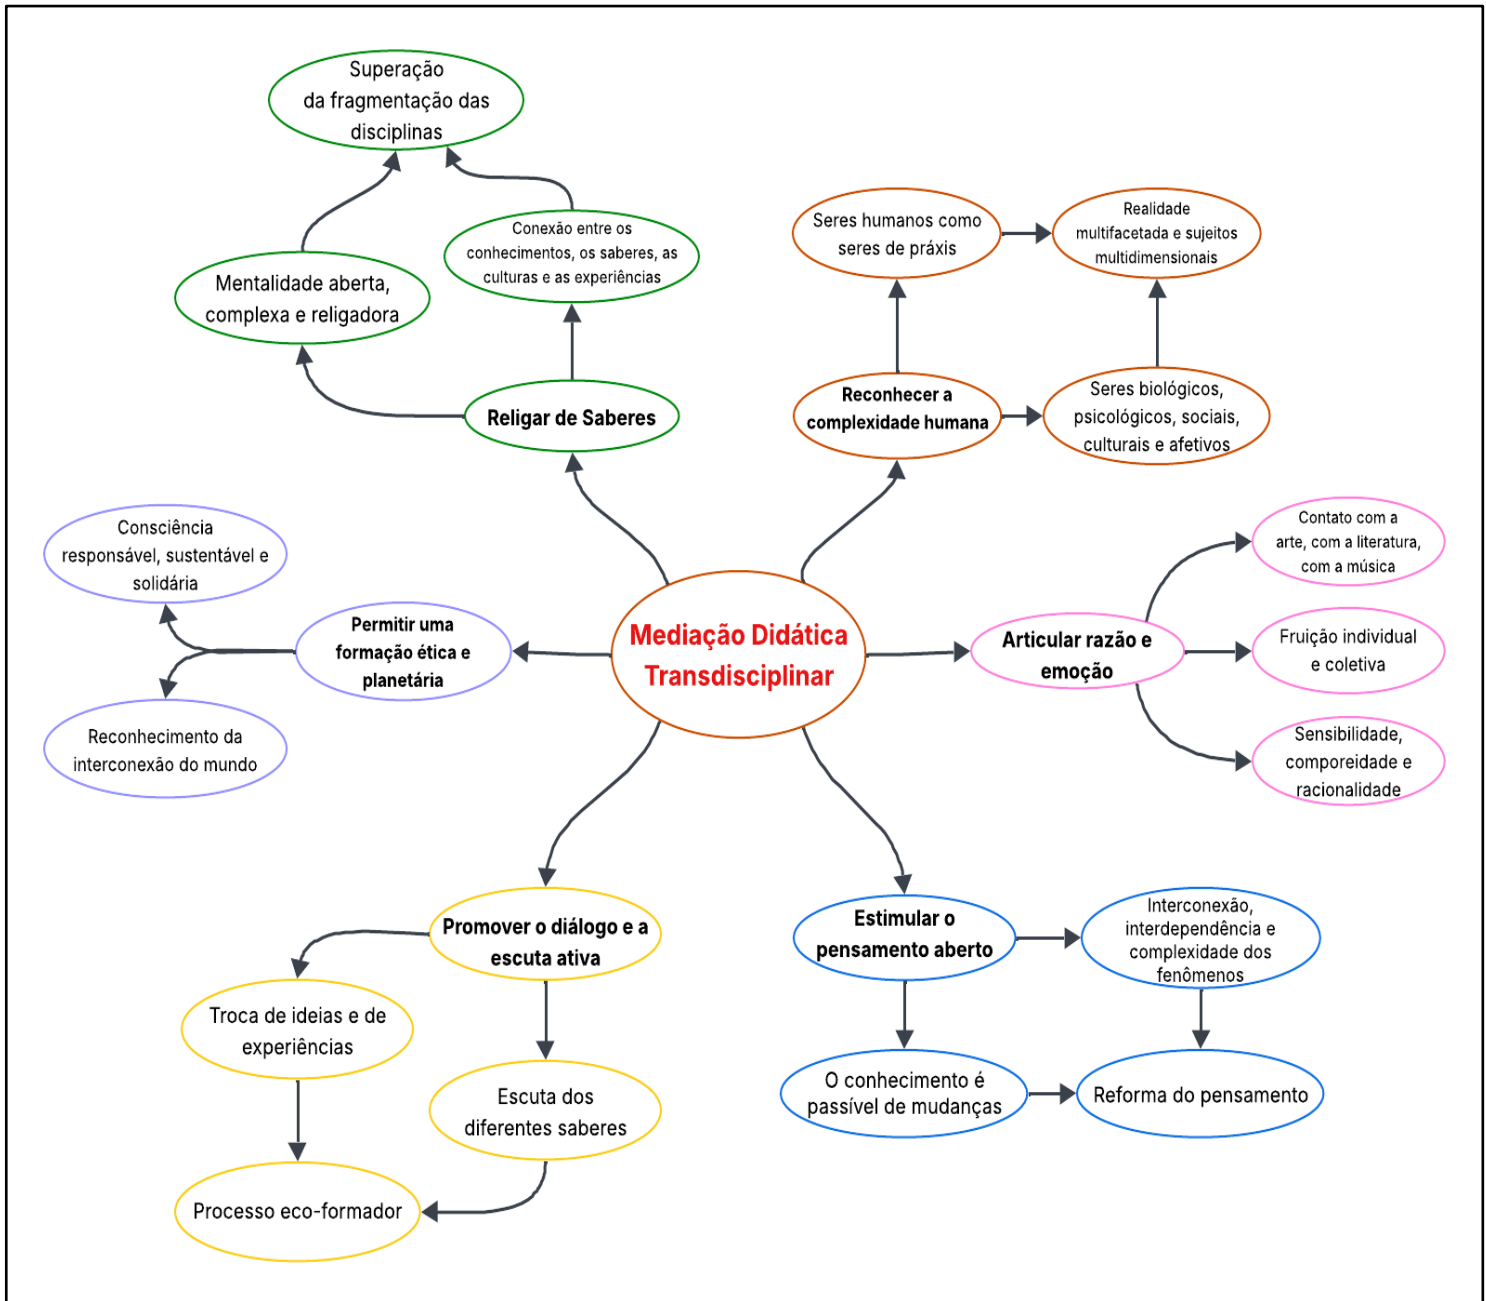 Superação
da fragmentação das
disciplinas
Conexão entre os
conhecimentos, os saberes, as
culturas e as experiências
Mentalidade aberta,
complexa e religadora
Religar de Saberes
Seres humanos como
seres de práxis
Realidade
multifacetada e sujeitos
multidimensionais
Reconhecer a
complexidade humana
Seres biológicos,
psicológicos, sociais,
culturais e afetivos
Consciência
responsável, sustentável e
solidária
Permitir uma
formação ética e
planetária
Reconhecimento da
interconexão do mundo
Mediação Didática
Transdisciplinar
Articular razão e
emoção
Contato com a
arte, com a literatura,
com a música
Fruição individual
e coletiva
Sensibilidade,
comporeidade e
racionalidade
Promover o diálogo e a
escuta ativa
Troca de ideias e de
experiências
Escuta dos
diferentes saberes
Processo eco-formador
Estimular o
pensamento aberto
Interconexão,
interdependência e
complexidade dos
fenômenos
O conhecimento é
passível de mudanças
Reforma do pensamento